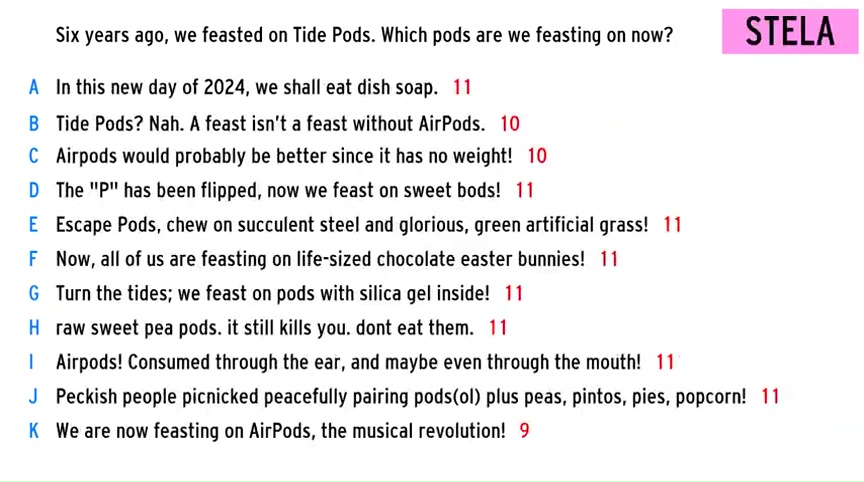 Six years ago, we feasted on Tide Pods. Which pods are we feasting on now?
STELA
A In this new day of 2024, we shall eat dish soap. 11
B Tide Pods? Nah. A feast isn't a feast without AirPods. 10
C Airpods would probably be better since it has no weight! 10
D The "P" has been flipped, now we feast on sweet bods! 11
E Escape Pods, chew on succulent steel and glorious, green artificial grass! 11
F Now, all of us are feasting on life-sized chocolate easter bunnies! 11
G Turn the tides; we feast on pods with silica gel inside! 11
H raw sweet pea pods. it still kills you. dont eat them. 11
I Airpods! Consumed through the ear, and maybe even through the mouth! 11
J Peckish people picnicked peacefully pairing pods(ol) plus peas, pintos, pies, popcorn! 11
K We are now feasting on AirPods, the musical revolution! 9